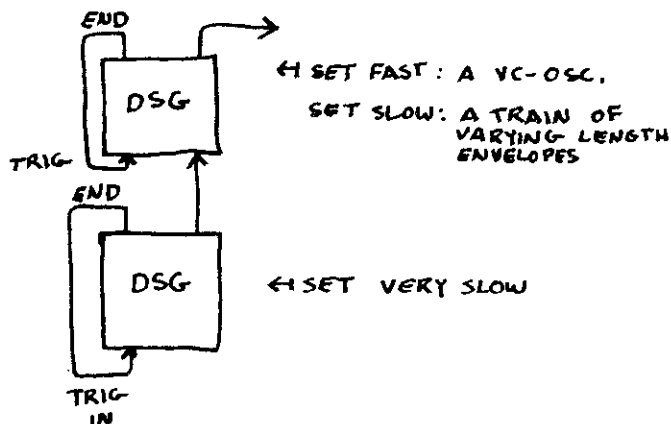 END
DSG
TRIG
← SET FAST: A VC-OSC.
SET SLOW: A TRAIN OF
VARYING LENGTH
ENVELOPES
END
DSG
← SET VERY SLOW
TRIG
IN